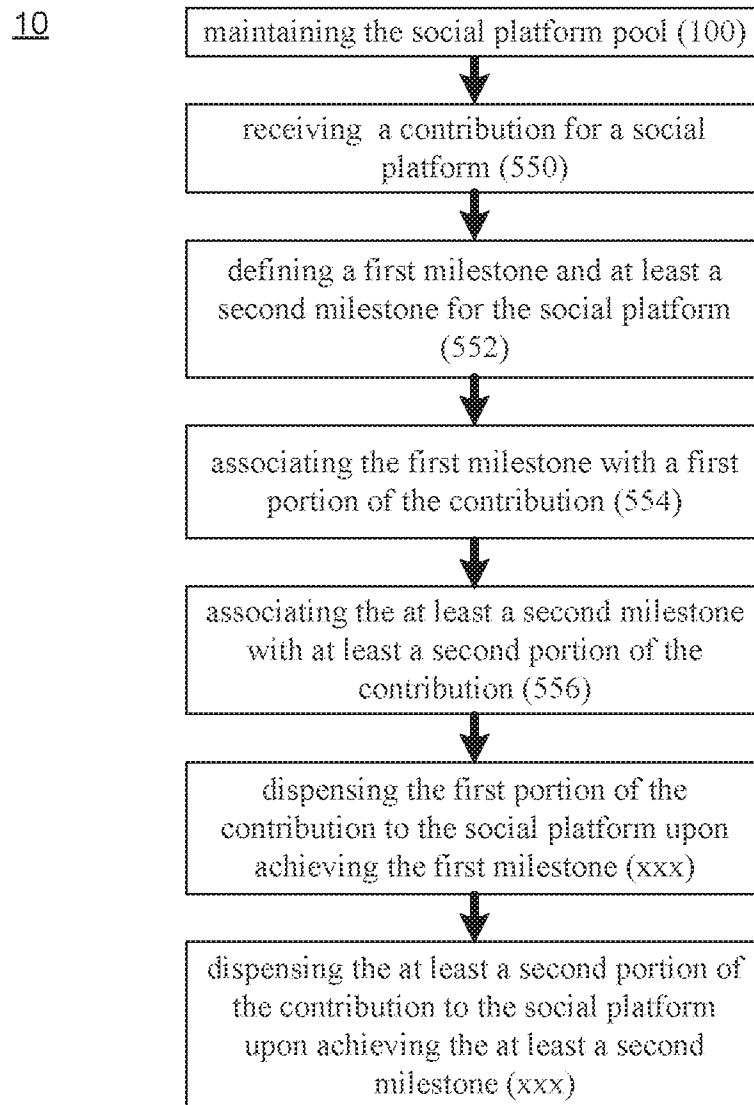 10
maintaining the social platform pool (100)
receiving a contribution for a social
platform (550)
defining a first milestone and at least a
second milestone for the social platform
(552)
associating the first milestone with a first
portion of the contribution (554)
associating the at least a second milestone
with at least a second portion of the
contribution (556)
dispensing the first portion of the
contribution to the social platform upon
achieving the first milestone (xxx)
dispensing the at least a second portion of
the contribution to the social platform
upon achieving the at least a second
milestone (xxx)